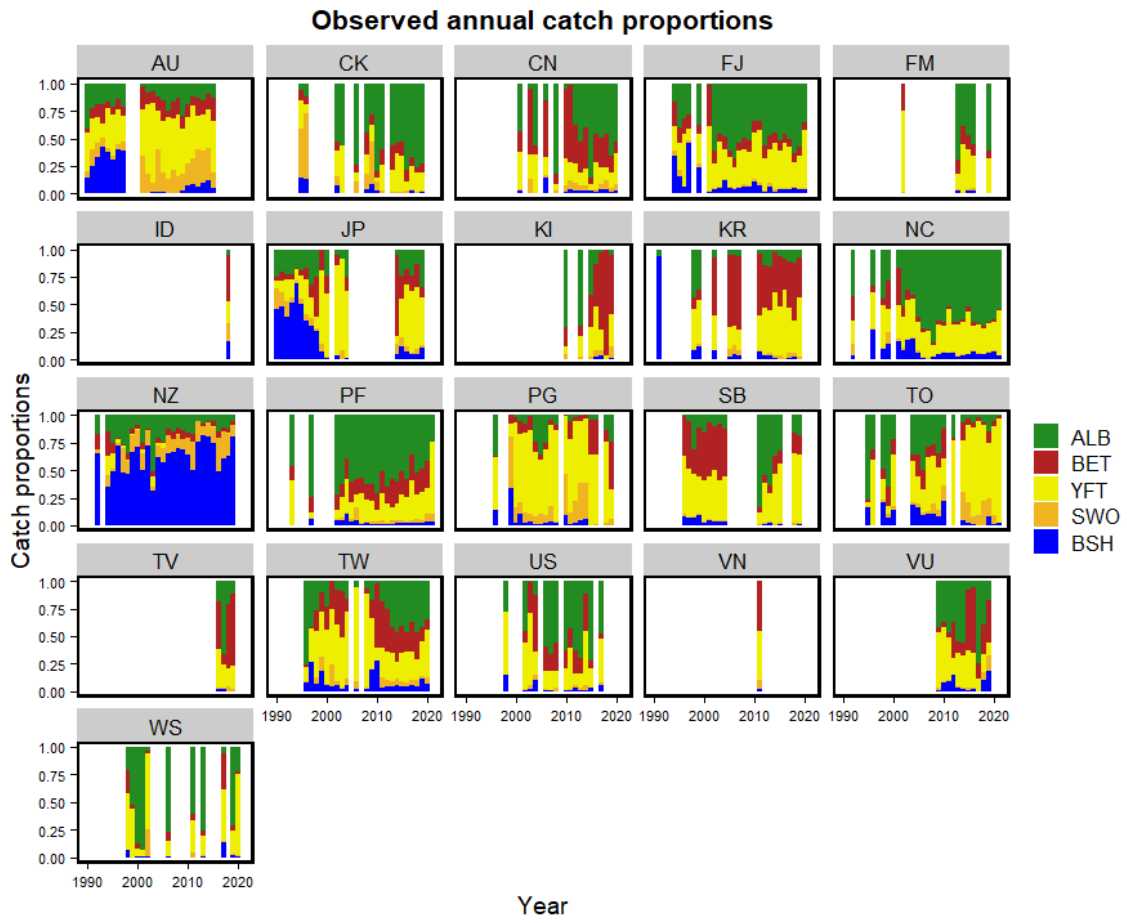 Observed annual catch proportions
AU CK CN FJ FM
1.00
0.75
0.50
0.25
0.00
ID JP KI KR NC
1.00
0.75
0.50
0.25
0.00
NZ PF PG SB TO
1.00
0.75
0.50
0.25
0.00
TV TW US VN VU
1.00
0.75
0.50
0.25
0.00
1990 2000 2010 2020 1990 2000 2010 2020 1990 2000 2010 2020 1990 2000 2010 2020
WS
1.00
0.75
0.50
0.25
0.00
1990 2000 2010 2020
Year
Catch proportions
ALB
BET
YFT
SWO
BSH